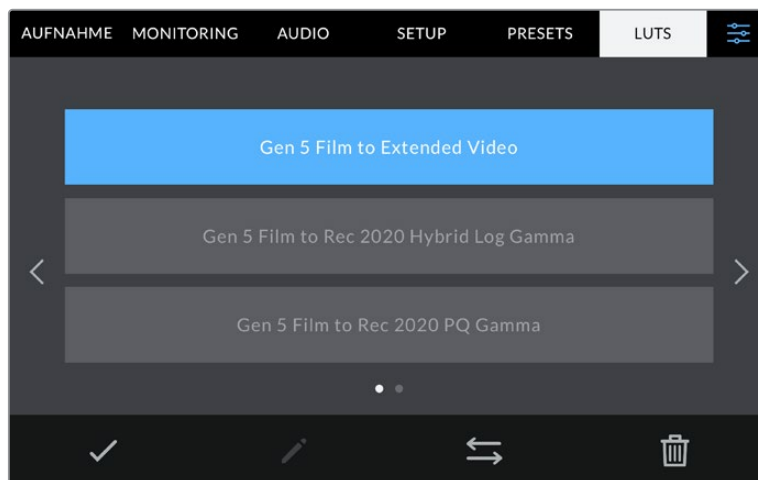 AUFNAHME MONITORING AUDIO SETUP PRESETS LUTS
Gen 5 Film to Extended Video
Gen 5 Film to Rec 2020 Hybrid Log Gamma
Gen 5 Film to Rec 2020 PQ Gamma